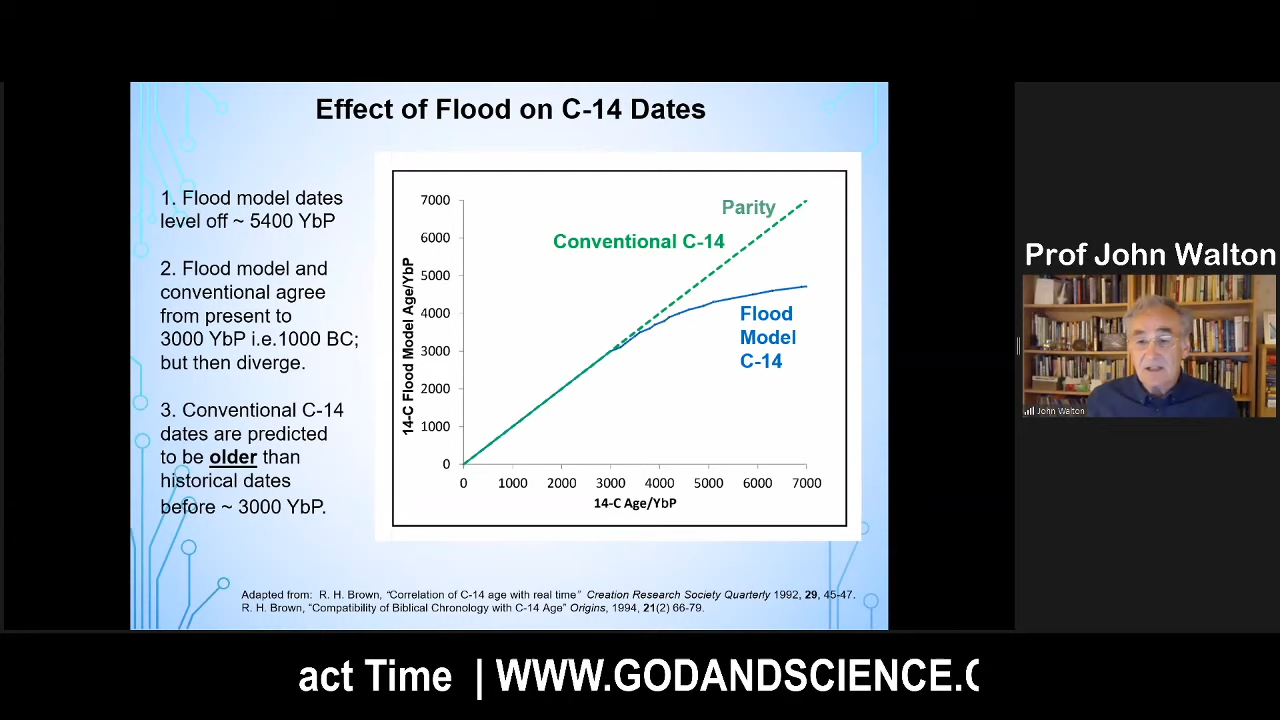 Effect of Flood on C-14 Dates
1. Flood model dates
level off ~ 5400 YbP
2. Flood model and
conventional agree
from present to
3000 YbP i.e.1000 BC;
but then diverge.
3. Conventional C-14
dates are predicted
to be older than
historical dates
before ~ 3000 YbP.
14-C Flood Model Age/YbP
7000
6000
5000
4000
3000
2000
1000
0
Parity
Conventional C-14
Flood
Model
C-14
0 1000 2000 3000 4000 5000 6000 7000
14-C Age/YbP
Adapted from: R. H. Brown, "Correlation of C-14 age with real time" Creation Research Society Quarterly 1992, 29, 45-47.
R. H. Brown, "Compatibility of Biblical Chronology with C-14 Age" Origins, 1994, 21(2) 66-79.
Prof John Walton
John Walton
act Time | WWW.GODANDSCIENCE.